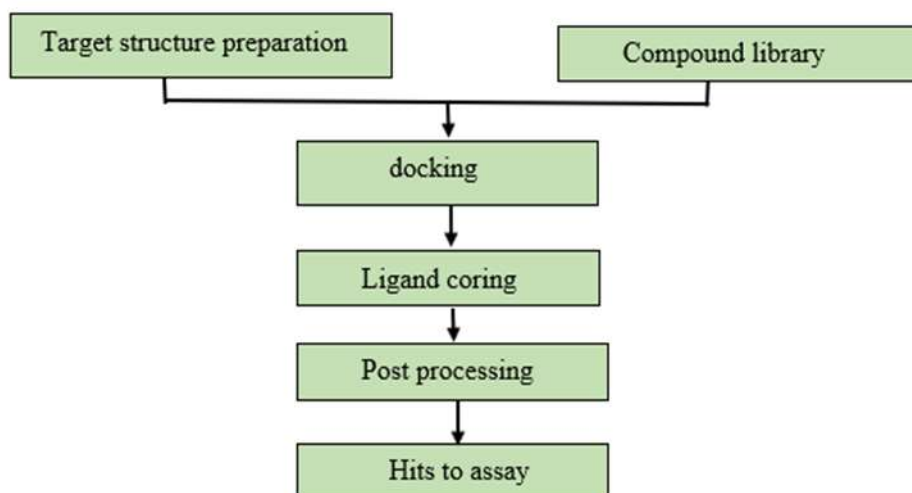 Target structure preparation
Compound library
docking
Ligand coring
Post processing
Hits to assay